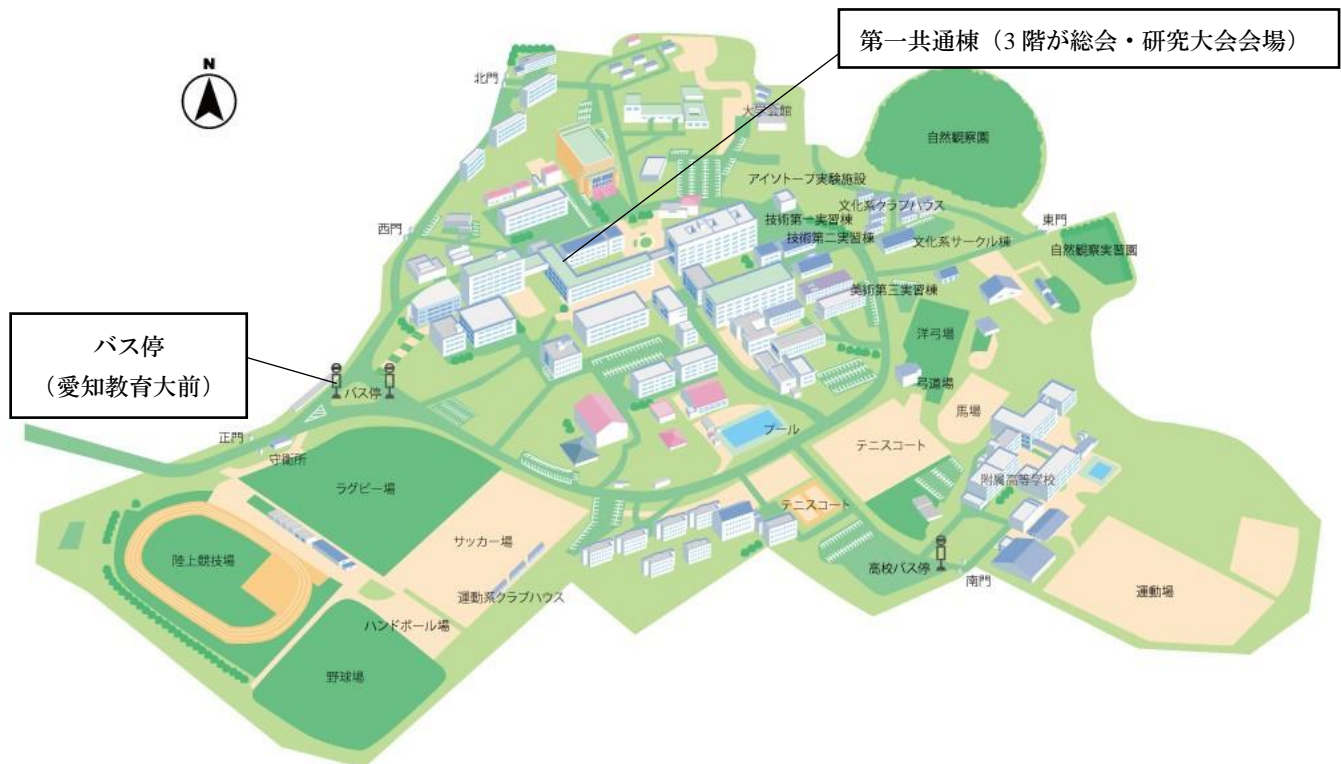 第一共通棟（3 階が総会・研究大会会場）
N
北門
大学会館
自然観察園
アイソトープ実験施設
文化系クラブハウス
技術第一実習棟
西門
東門
技術第二実習棟
文化系サークル棟
自然観察実習園
美術第三実習棟
バス停
（愛知教育大前）
洋弓場
弓道場
バス停
馬場
正門
プール
テニスコート
守衛所
附属高等学校
ラグビー場
テニスコート
サッカー場
陸上競技場
高校バス停
南門
運動場
運動系クラブハウス
ハンドボール場
野球場